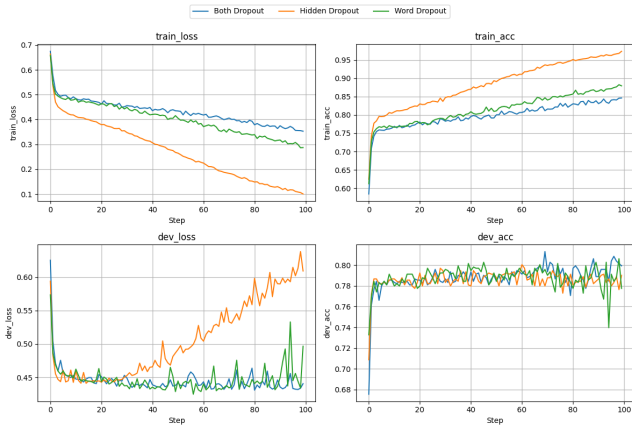 Both Dropout Hidden Dropout Word Dropout
train_loss
train_loss
0.7
0.6
0.5
0.4
0.3
0.2
0.1
0 20 40 60 80 100
Step
train_acc
train_acc
0.95
0.90
0.85
0.80
0.75
0.70
0.65
0.60
0 20 40 60 80 100
Step
dev_loss
dev_loss
0.60
0.55
0.50
0.45
0 20 40 60 80 100
Step
dev_acc
dev_acc
0.80
0.78
0.76
0.74
0.72
0.70
0.68
0 20 40 60 80 100
Step